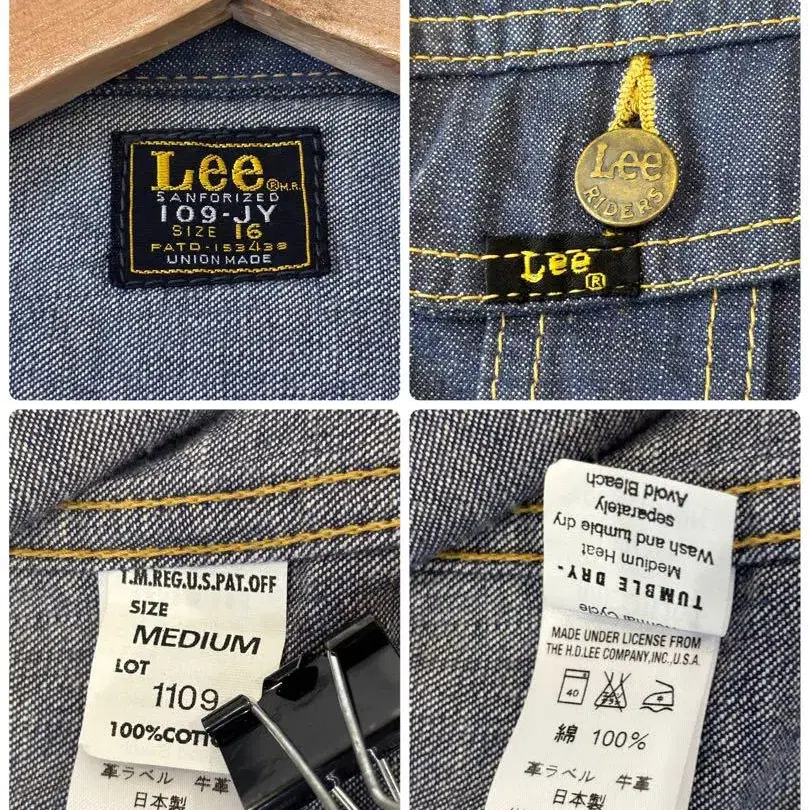 Lee® M.R.
SANFORIZED
109-JY
SIZE 16
PATD-153438
UNION MADE
Lee
RIDERS
Lee
®
T.M.REG.U.S.PAT.OFF
SIZE
MEDIUM
LOT
1109
100%COTT
革ラベル 牛革
日本製
Avoid Bleach
separately
Wash and tumble dry
Medium Heat
TUMBLE DRY-
Normal Cycle
MADE UNDER LICENSE FROM
THE H.D.LEE COMPANY,INC.,U.S.A.
40
綿 100%
革ラベル 牛革
日本製